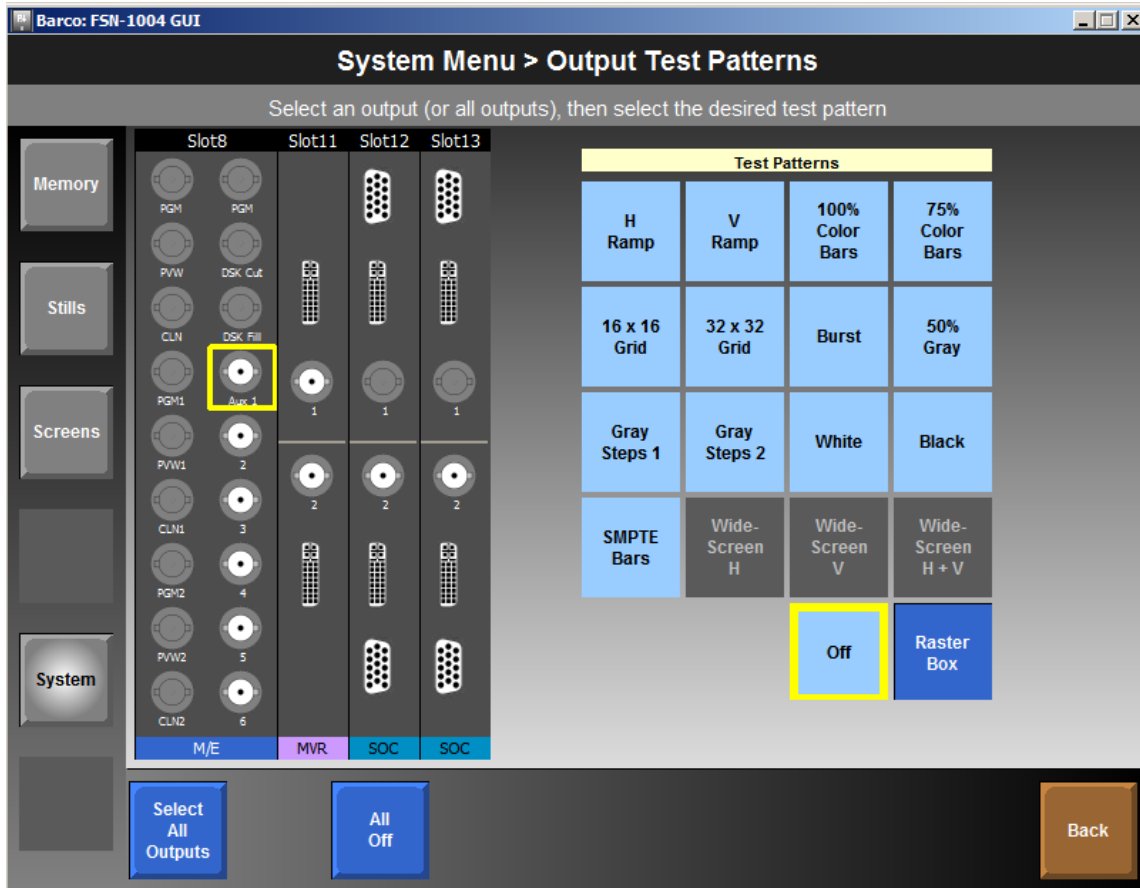 Barco: FSN-1004 GUI
System Menu > Output Test Patterns
Select an output (or all outputs), then select the desired test pattern
Memory
Stills
Screens
System
Slot8
Slot11
Slot12
Slot13
PGM
PGM
PVW
DSK Cut
CLN
DSK Fill
PGM1
Aux 1
PVW1
2
CLN1
3
PGM2
4
PVW2
5
CLN2
6
M/E
1
2
MVR
1
2
SOC
1
2
SOC
Test Patterns
H
Ramp
V
Ramp
100%
Color
Bars
75%
Color
Bars
16 x 16
Grid
32 x 32
Grid
Burst
50%
Gray
Gray
Steps 1
Gray
Steps 2
White
Black
SMPTE
Bars
Wide-
Screen
H
Wide-
Screen
V
Wide-
Screen
H + V
Off
Raster
Box
Select
All
Outputs
All
Off
Back